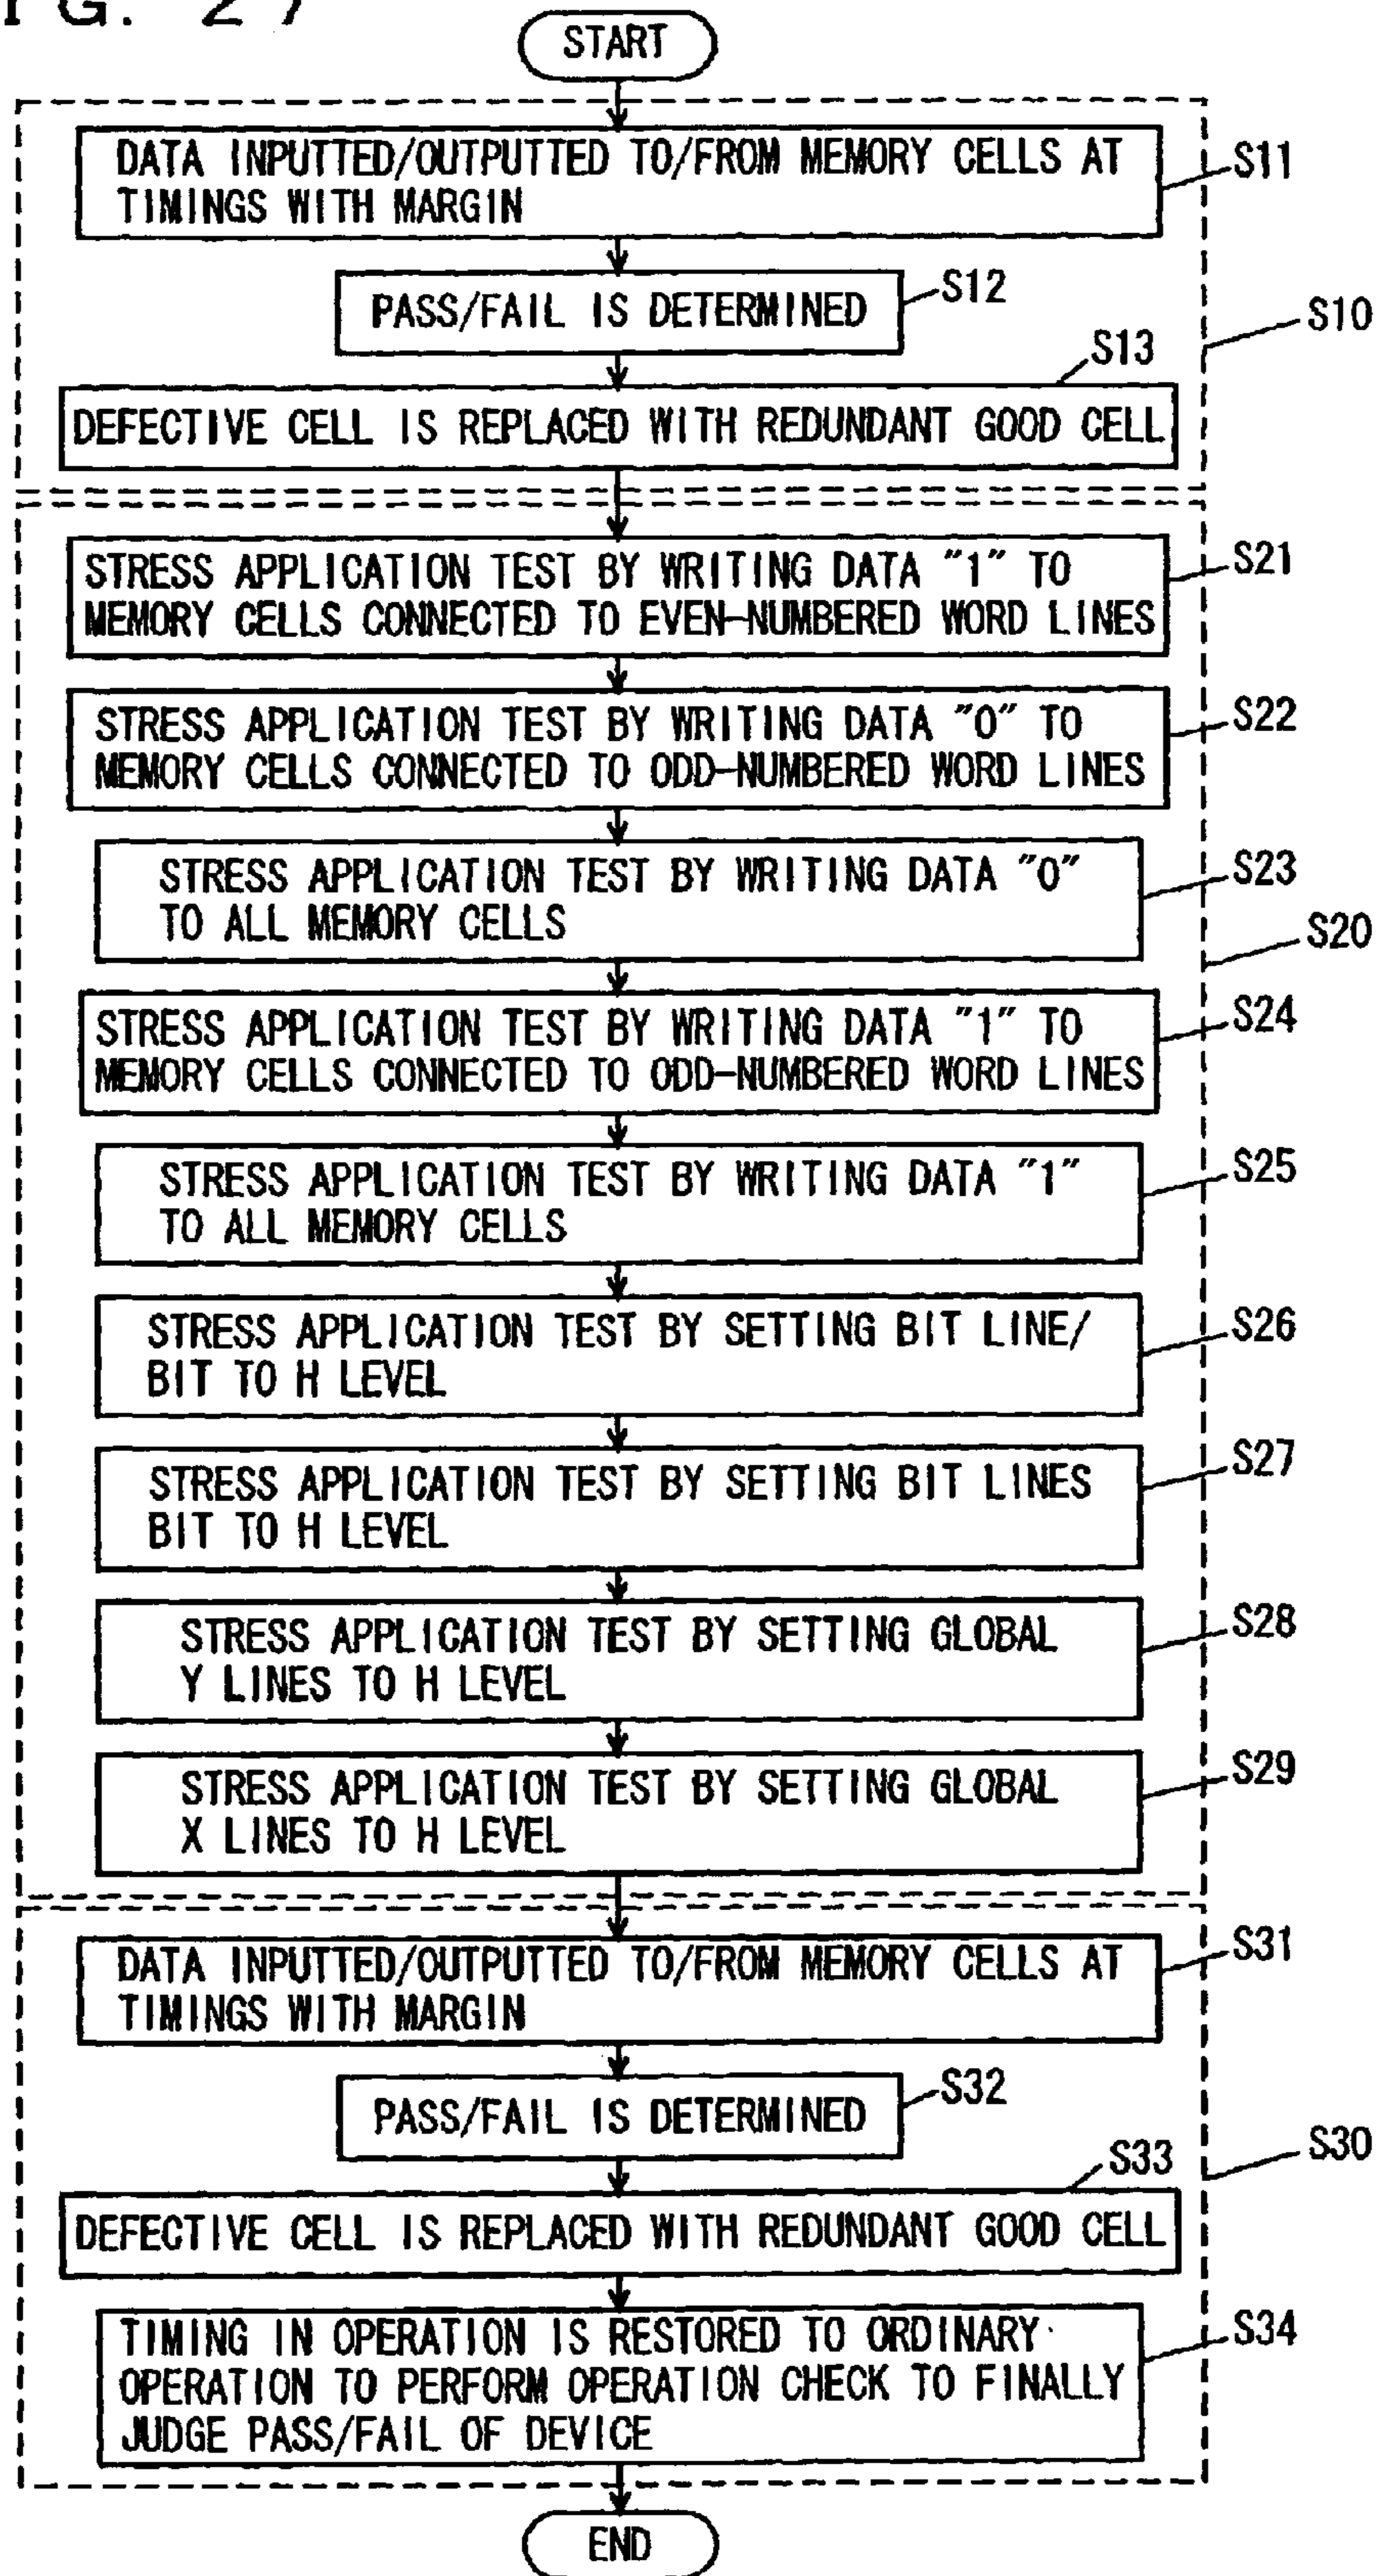 FIG. 27
START
DATA INPUTTED/OUTPUTTED TO/FROM MEMORY CELLS AT
TIMINGS WITH MARGIN
S11
PASS/FAIL IS DETERMINED
S12
S10
S13
DEFECTIVE CELL IS REPLACED WITH REDUNDANT GOOD CELL
STRESS APPLICATION TEST BY WRITING DATA "1" TO
MEMORY CELLS CONNECTED TO EVEN-NUMBERED WORD LINES
S21
STRESS APPLICATION TEST BY WRITING DATA "0" TO
MEMORY CELLS CONNECTED TO ODD-NUMBERED WORD LINES
S22
STRESS APPLICATION TEST BY WRITING DATA "0"
TO ALL MEMORY CELLS
S23
S20
STRESS APPLICATION TEST BY WRITING DATA "1" TO
MEMORY CELLS CONNECTED TO ODD-NUMBERED WORD LINES
S24
STRESS APPLICATION TEST BY WRITING DATA "1"
TO ALL MEMORY CELLS
S25
STRESS APPLICATION TEST BY SETTING BIT LINE/
BIT TO H LEVEL
S26
STRESS APPLICATION TEST BY SETTING BIT LINES
BIT TO H LEVEL
S27
STRESS APPLICATION TEST BY SETTING GLOBAL
Y LINES TO H LEVEL
S28
STRESS APPLICATION TEST BY SETTING GLOBAL
X LINES TO H LEVEL
S29
DATA INPUTTED/OUTPUTTED TO/FROM MEMORY CELLS AT
TIMINGS WITH MARGIN
S31
PASS/FAIL IS DETERMINED
S32
S30
S33
DEFECTIVE CELL IS REPLACED WITH REDUNDANT GOOD CELL
TIMING IN OPERATION IS RESTORED TO ORDINARY
OPERATION TO PERFORM OPERATION CHECK TO FINALLY
JUDGE PASS/FAIL OF DEVICE
S34
END